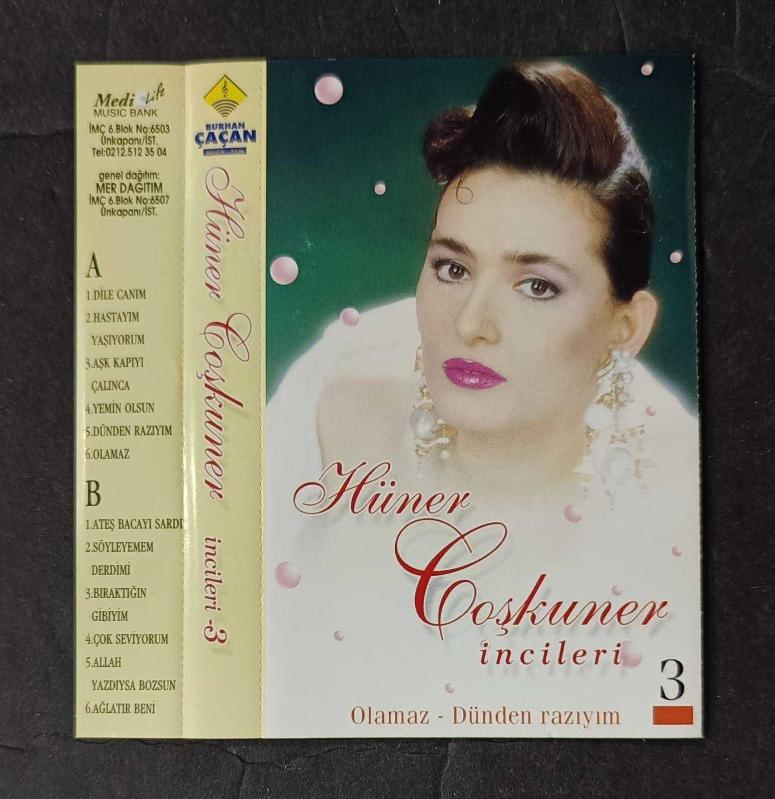 Medi Life
MUSIC BANK
İMÇ 6.Blok No:6503
Unkapanı/İST.
Tel:0212.512 35 04
genel dağıtım:
MER DAĞITIM
İMÇ 6.Blok No:6507
Unkapanı/İST.
A
1.DİLE CANIM
2.HASTAYIM
YAŞIYORUM
3.AŞK KAPIYI
ÇALINCA
4.YEMİN OLSUN
5.DÜNDEN RAZIYIM
6.OLAMAZ
B
1.ATEŞ BACAYI SARDI
2.SÖYLEYEMEM
DERDİMİ
3.BIRAKTIĞIN
GİBİYİM
4.ÇOK SEVİYORUM
5.ALLAH
YAZDIYSA BOZSUN
6.AĞLATIR BENİ
BURHAN
ÇAÇAN
Hüner Coşkuner incileri -3
Hüner
Coşkuner
incileri
3
Olamaz - Dünden razıyım